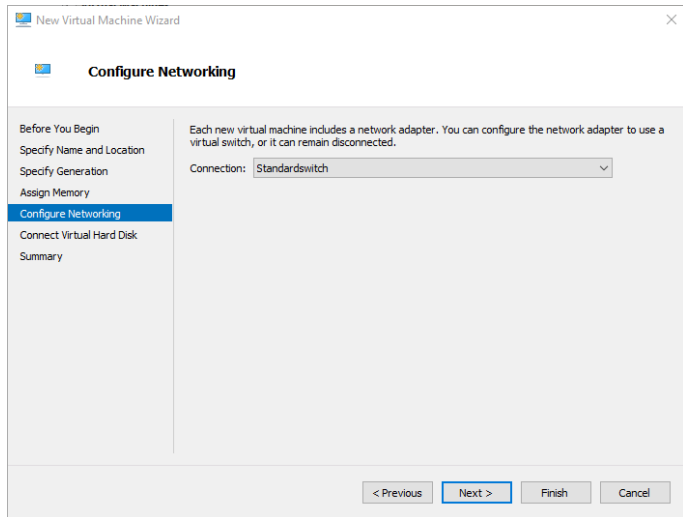 New Virtual Machine Wizard
Configure Networking
Before You Begin
Specify Name and Location
Specify Generation
Assign Memory
Configure Networking
Connect Virtual Hard Disk
Summary
Each new virtual machine includes a network adapter. You can configure the network adapter to use a
virtual switch, or it can remain disconnected.
Connection: Standardswitch
< Previous
Next >
Finish
Cancel